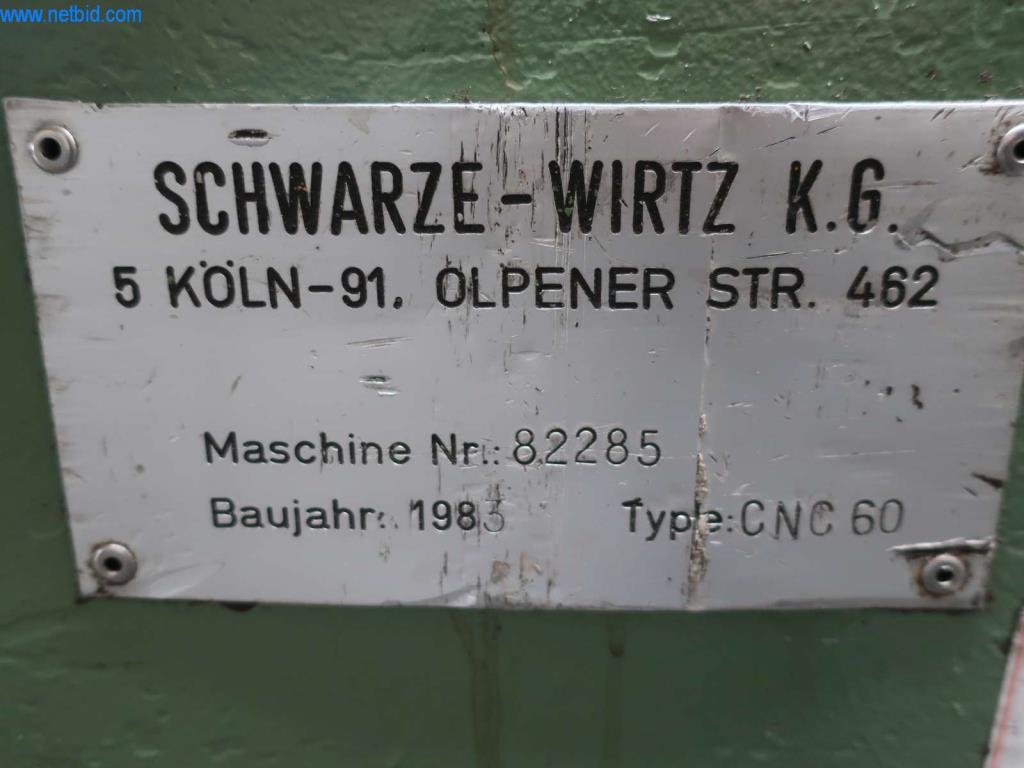 www.netbid.com
SCHWARZE-WIRTZ K.G.
5 KÖLN-91. OLPENER STR. 462
Maschine Nr.: 82285
Baujahr: 1983
Type: CNC 60